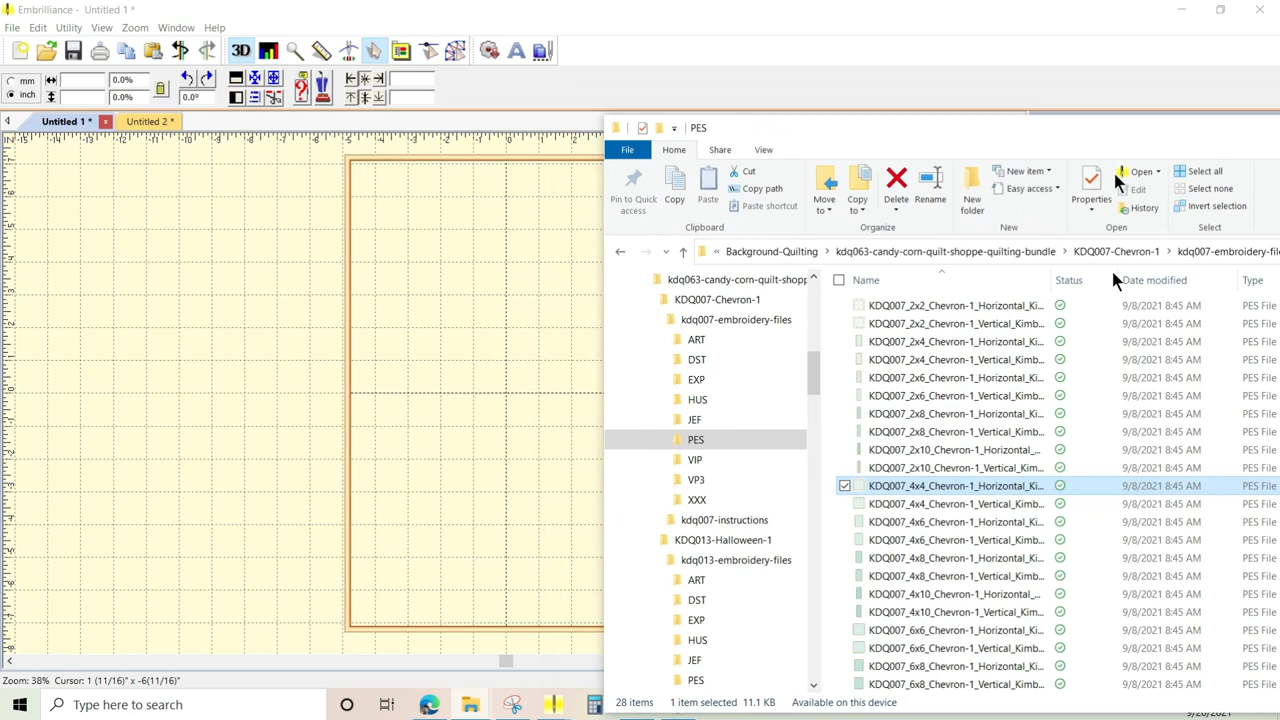 Embrilliance - Untitled 1 *
File Edit Utility View Zoom Window Help
3D
mm
inch
0.0%
0.0%
0.0°
Untitled 1 * x Untitled 2 *
Zoom: 38% Cursor: 1 (11/16)" x -6(11/16)"
Type here to search
PES
File Home Share View
Pin to Quick access
Copy
Paste
Cut
Copy path
Paste shortcut
Clipboard
Move to
Copy to
Delete
Rename
Organize
New folder
New item
Easy access
New
Properties
Open
Edit
History
Open
Select all
Select none
Invert selection
Select
« Background-Quilting › kdq063-candy-corn-quilt-shoppe-quilting-bundle › KDQ007-Chevron-1 › kdq007-embroidery-file
kdq063-candy-corn-quilt-shopp
KDQ007-Chevron-1
kdq007-embroidery-files
ART
DST
EXP
HUS
JEF
PES
VIP
VP3
XXX
kdq007-instructions
KDQ013-Halloween-1
kdq013-embroidery-files
ART
DST
EXP
HUS
JEF
PES
Name Status Date modified Type
KDQ007_2x2_Chevron-1_Horizontal_Ki... 9/8/2021 8:45 AM PES File
KDQ007_2x2_Chevron-1_Vertical_Kimb... 9/8/2021 8:45 AM PES File
KDQ007_2x4_Chevron-1_Horizontal_Ki... 9/8/2021 8:45 AM PES File
KDQ007_2x4_Chevron-1_Vertical_Kimb... 9/8/2021 8:45 AM PES File
KDQ007_2x6_Chevron-1_Horizontal_Ki... 9/8/2021 8:45 AM PES File
KDQ007_2x6_Chevron-1_Vertical_Kimb... 9/8/2021 8:45 AM PES File
KDQ007_2x8_Chevron-1_Horizontal_Ki... 9/8/2021 8:45 AM PES File
KDQ007_2x8_Chevron-1_Vertical_Kimb... 9/8/2021 8:45 AM PES File
KDQ007_2x10_Chevron-1_Horizontal_... 9/8/2021 8:45 AM PES File
KDQ007_2x10_Chevron-1_Vertical_Kim... 9/8/2021 8:45 AM PES File
KDQ007_4x4_Chevron-1_Horizontal_Ki... 9/8/2021 8:45 AM PES File
KDQ007_4x4_Chevron-1_Vertical_Kimb... 9/8/2021 8:45 AM PES File
KDQ007_4x6_Chevron-1_Horizontal_Ki... 9/8/2021 8:45 AM PES File
KDQ007_4x6_Chevron-1_Vertical_Kimb... 9/8/2021 8:45 AM PES File
KDQ007_4x8_Chevron-1_Horizontal_Ki... 9/8/2021 8:45 AM PES File
KDQ007_4x8_Chevron-1_Vertical_Kimb... 9/8/2021 8:45 AM PES File
KDQ007_4x10_Chevron-1_Horizontal_... 9/8/2021 8:45 AM PES File
KDQ007_4x10_Chevron-1_Vertical_Kim... 9/8/2021 8:45 AM PES File
KDQ007_6x6_Chevron-1_Horizontal_Ki... 9/8/2021 8:45 AM PES File
KDQ007_6x6_Chevron-1_Vertical_Kimb... 9/8/2021 8:45 AM PES File
KDQ007_6x8_Chevron-1_Horizontal_Ki... 9/8/2021 8:45 AM PES File
KDQ007_6x8_Chevron-1_Vertical_Kimb... 9/8/2021 8:45 AM PES File
28 items 1 item selected 11.1 KB Available on this device